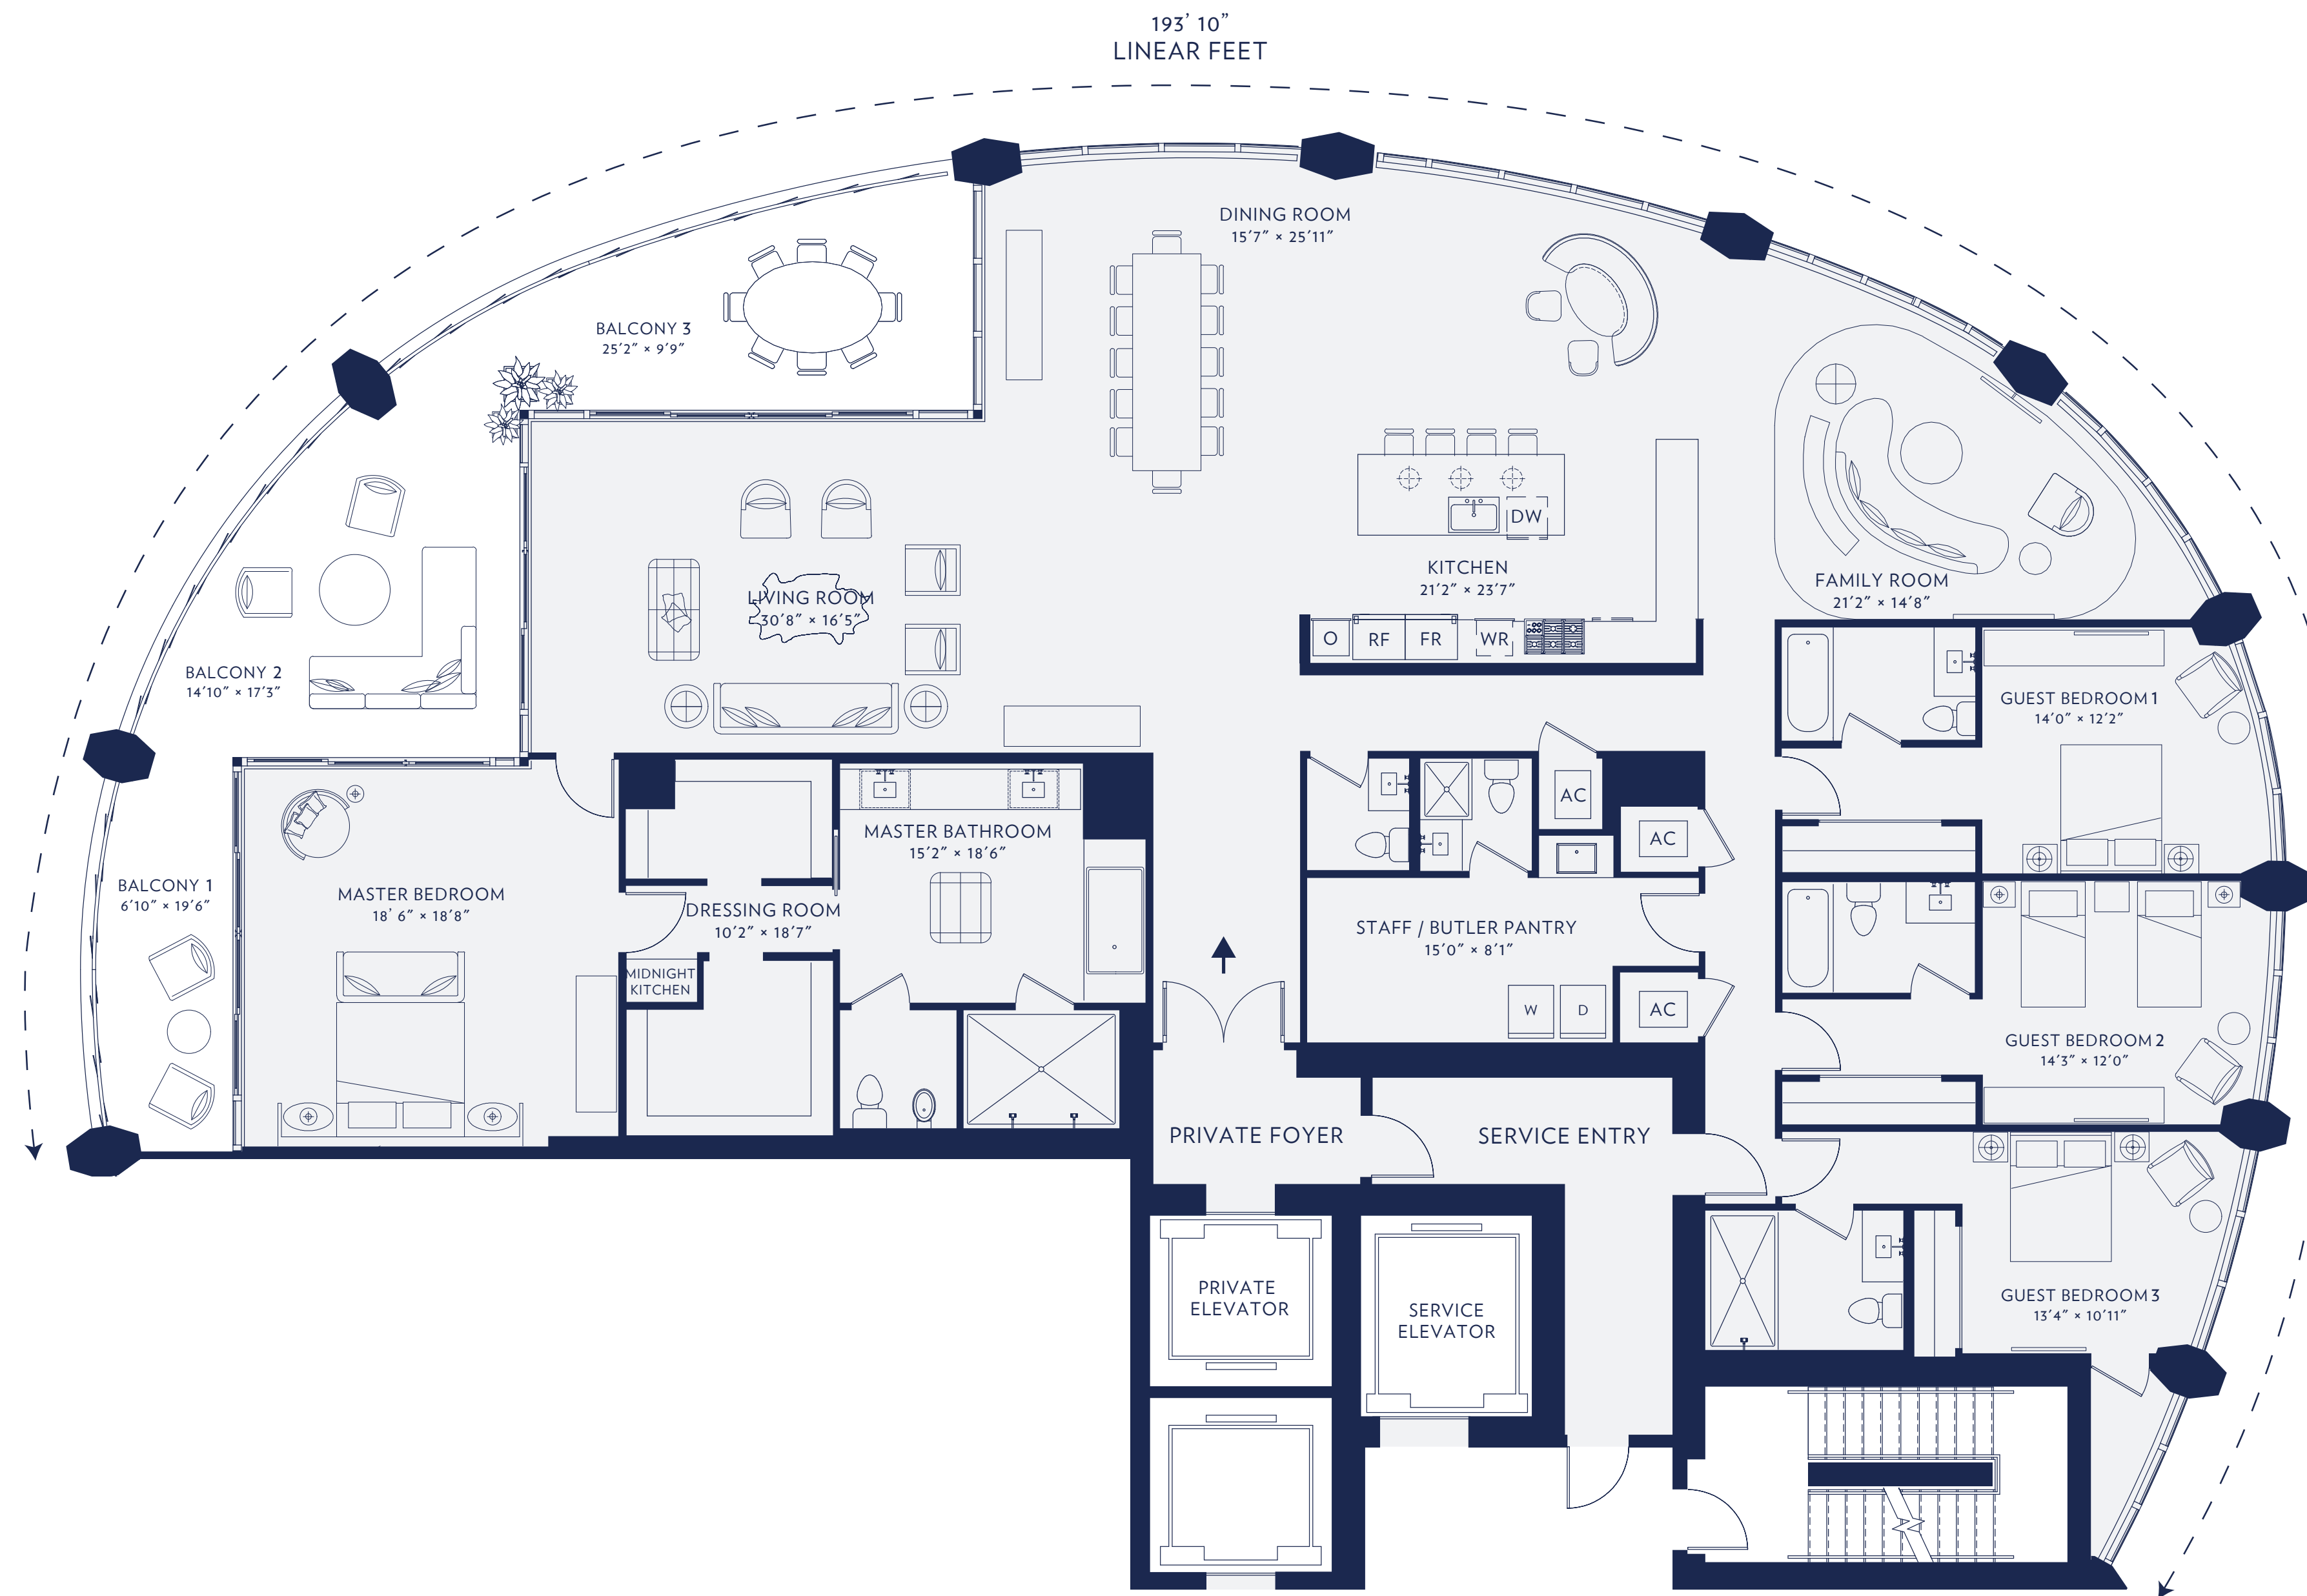 193' 10"
LINEAR FEET
DINING ROOM
15'7" × 25'11"
BALCONY 3
25'2" × 9'9"
DW
KITCHEN
21'2" × 23'7"
FAMILY ROOM
21'2" × 14'8"
LIVING ROOM
30'8" × 16'5"
O
RF
FR
WR
BALCONY 2
14'10" × 17'3"
GUEST BEDROOM 1
14'0" × 12'2"
AC
AC
MASTER BATHROOM
15'2" × 18'6"
BALCONY 1
6'10" × 19'6"
MASTER BEDROOM
18' 6" × 18'8"
DRESSING ROOM
10'2" × 18'7"
STAFF / BUTLER PANTRY
15'0" × 8'1"
MIDNIGHT
KITCHEN
W
D
AC
GUEST BEDROOM 2
14'3" × 12'0"
PRIVATE FOYER
SERVICE ENTRY
PRIVATE
ELEVATOR
SERVICE
ELEVATOR
GUEST BEDROOM 3
13'4" × 10'11"